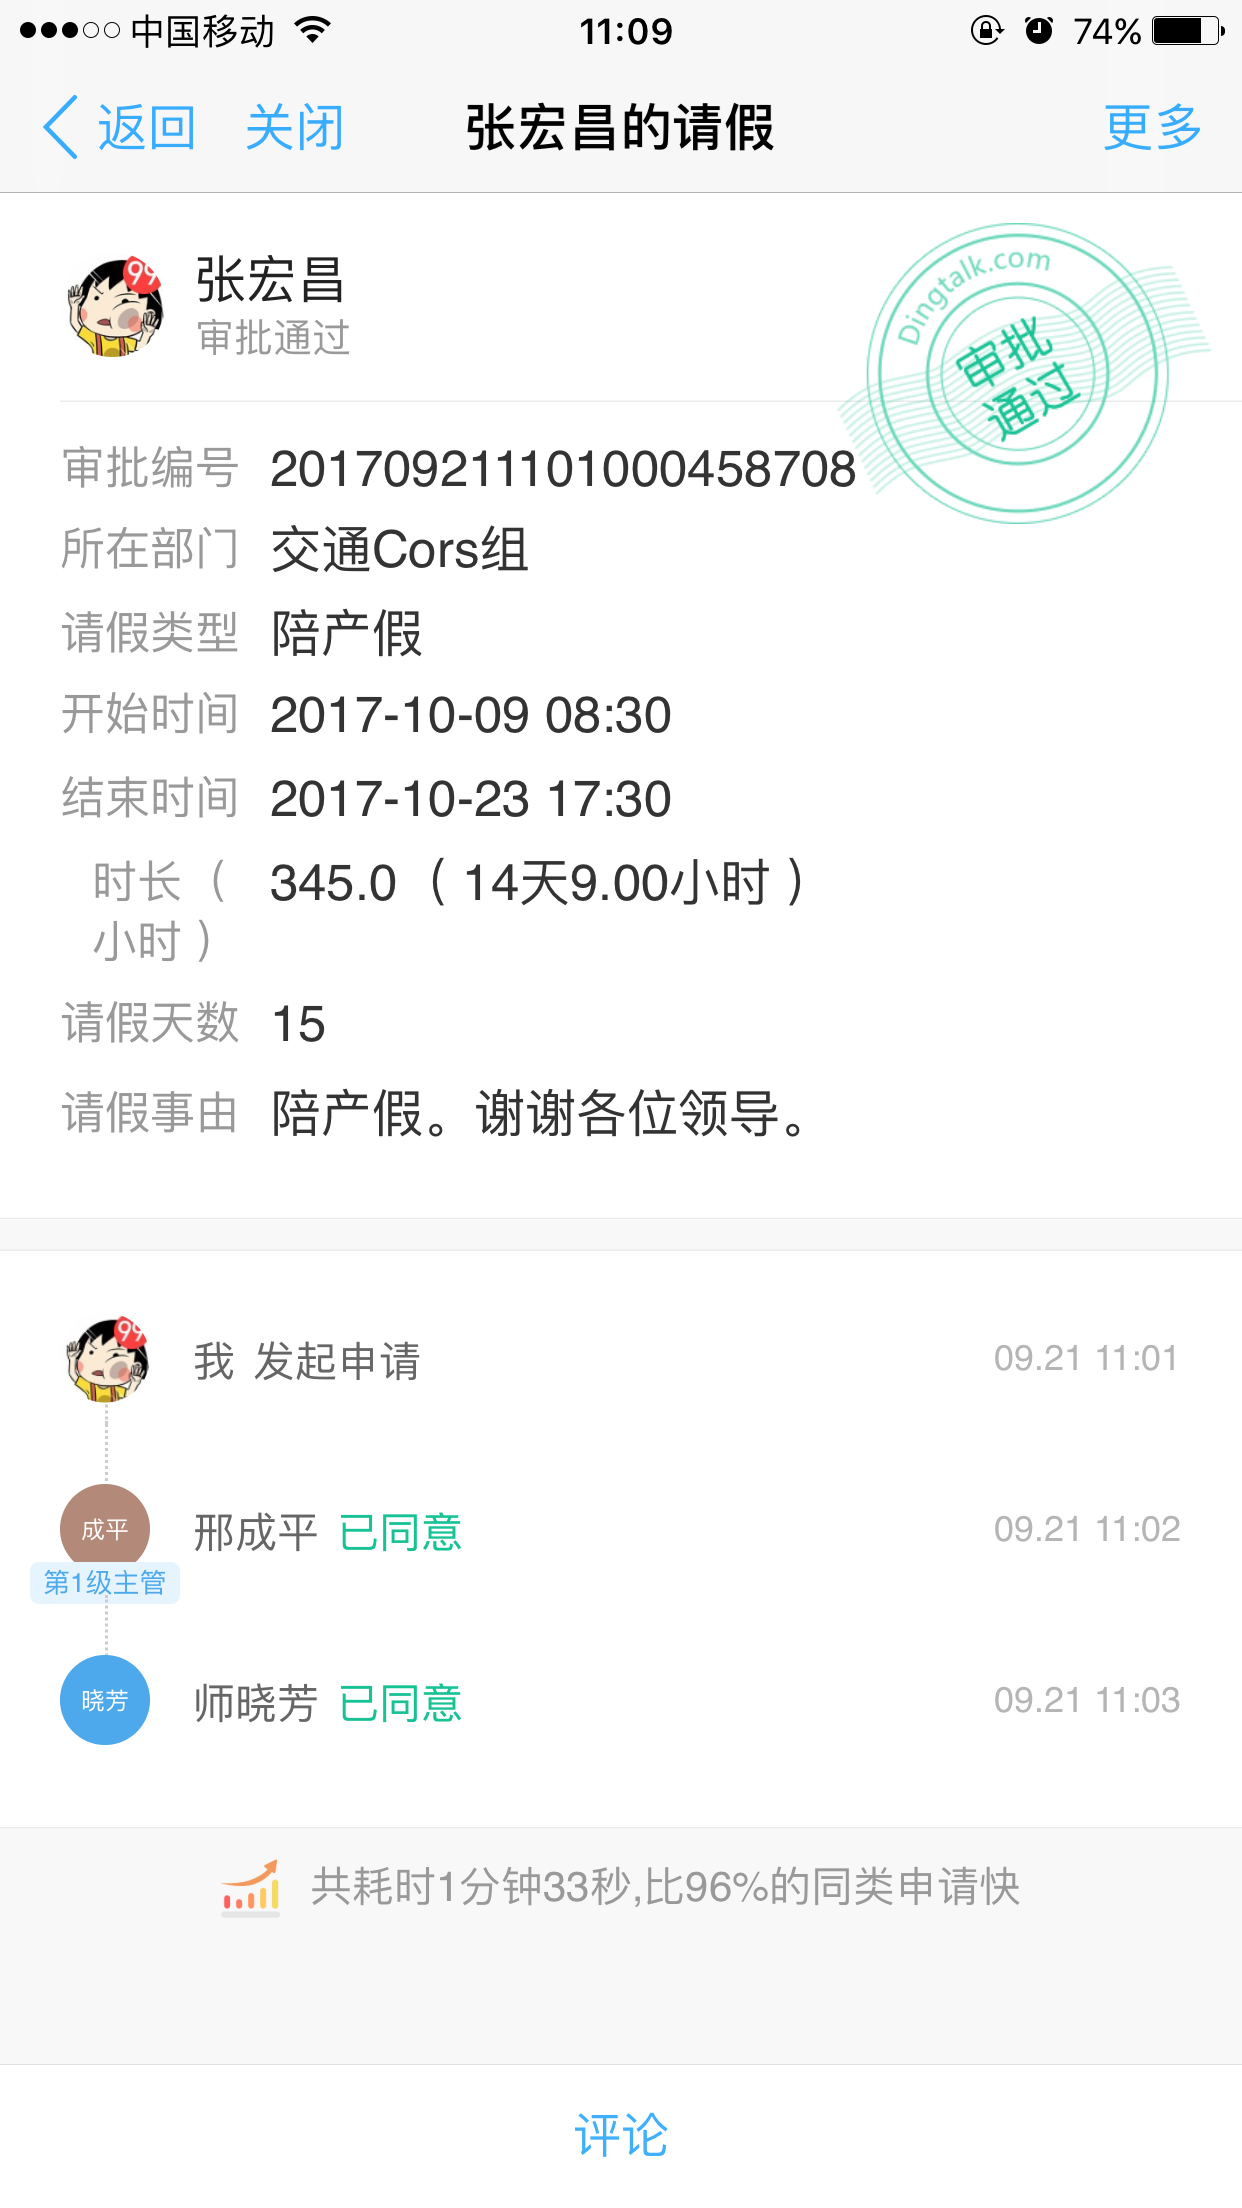 中国移动 11:09 74%
返回 关闭 张宏昌的请假 更多
张宏昌
审批通过
Dingtalk.com
审批
通过
审批编号 201709211101000458708
所在部门 交通Cors组
请假类型 陪产假
开始时间 2017-10-09 08:30
结束时间 2017-10-23 17:30
时长（ 345.0（14天9.00小时）
小时）
请假天数 15
请假事由 陪产假。谢谢各位领导。
99
我 发起申请 09.21 11:01
成平 邢成平 已同意 09.21 11:02
第1级主管
晓芳 师晓芳 已同意 09.21 11:03
共耗时1分钟33秒,比96%的同类申请快
评论